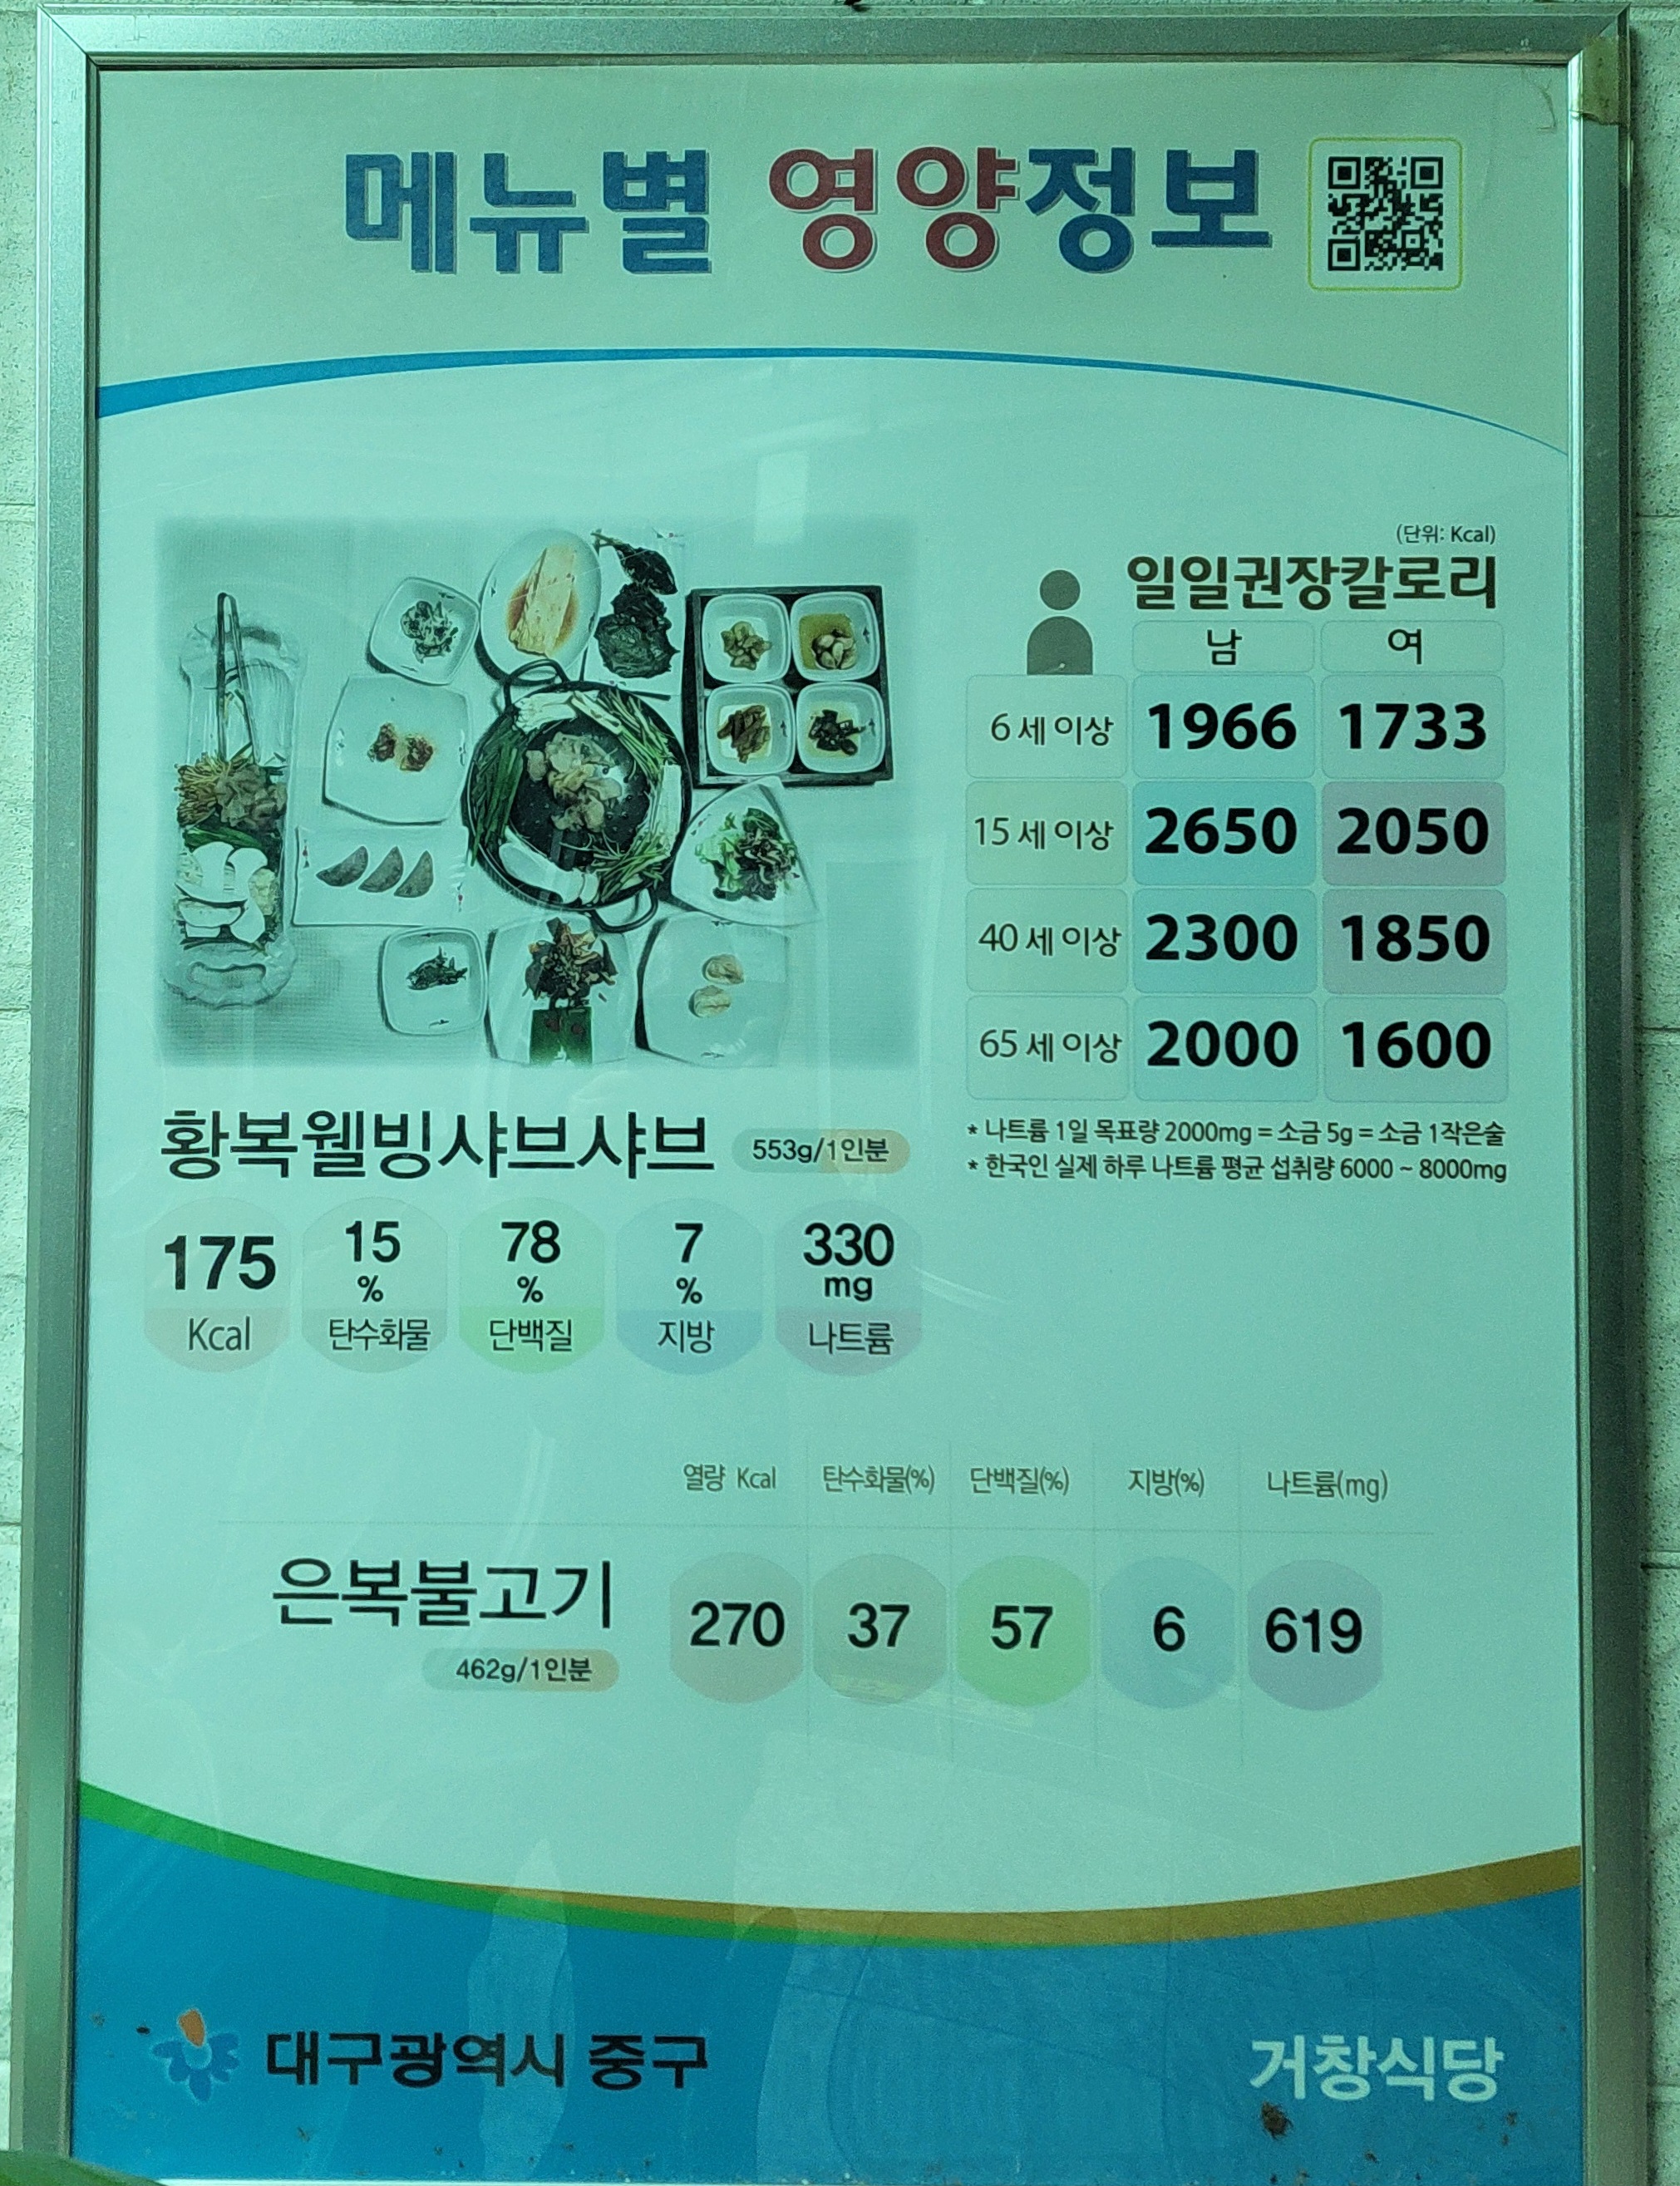 메뉴별 영양정보
(단위: Kcal)
일일권장칼로리
남 여
6 세 이상 1966 1733
15 세 이상 2650 2050
40 세 이상 2300 1850
65 세 이상 2000 1600
* 나트륨 1일 목표량 2000mg = 소금 5g = 소금 1작은술
* 한국인 실제 하루 나트륨 평균 섭취량 6000 ~ 8000mg
황복웰빙샤브샤브 553g/1인분
175 Kcal
15 % 탄수화물
78 % 단백질
7 % 지방
330 mg 나트륨
열량 Kcal 탄수화물(%) 단백질(%) 지방(%) 나트륨(mg)
은복불고기 270 37 57 6 619
462g/1인분
대구광역시 중구
거창식당